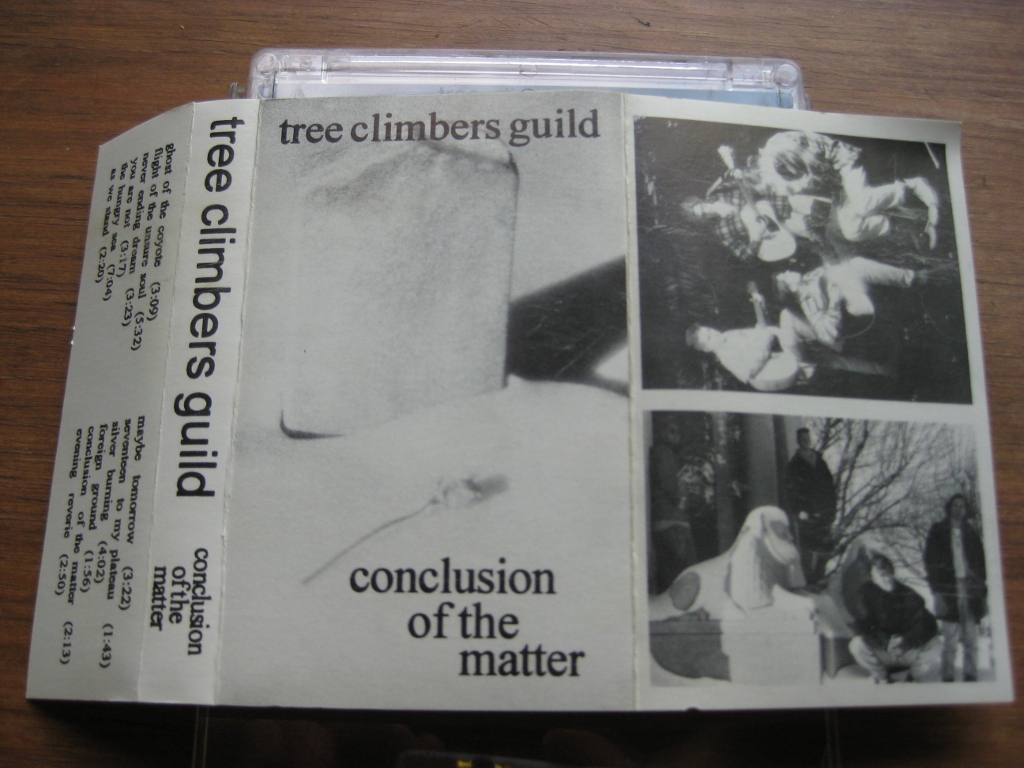 tree climbers guild
conclusion
of the
matter
tree climbers guild
conclusion
of the
matter
ghost of the coyote (3:09)
flight of the unsure soul (5:32)
never ending dream (3:23)
you are not (3:17)
the hungry sea (7:04)
as we stand (2:20)
maybe tomorrow (3:22)
seventeen to my plateau (1:43)
silver burning (4:02)
foreign ground (1:56)
conclusion of the matter (2:13)
evening reverie (2:50)